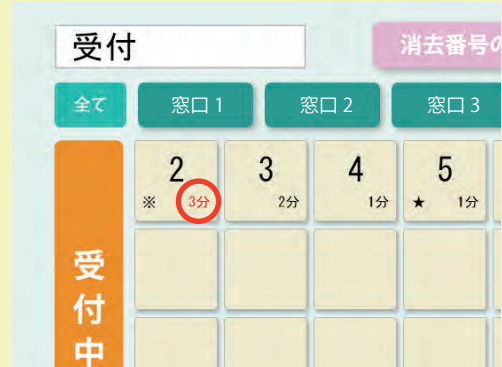 受付
消去番号の
全て 窓口1 窓口2 窓口3
2 3 4 5
※ 3分 2分 1分 ★ 1分
受付中